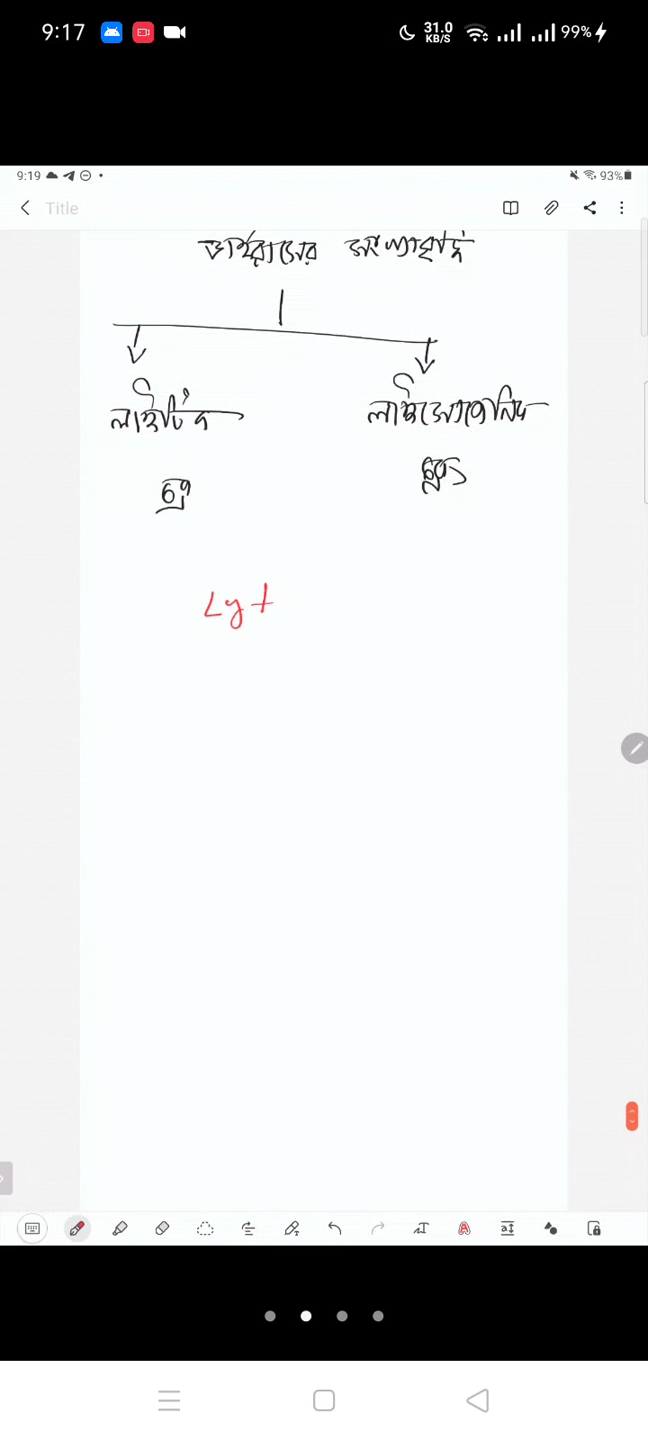 9:17 31.0 KB/S 99%
9:19 93%
Title
ভাইরাসের সংখ্যাবৃদ্ধি
লাইটিক লাইসোজেনিক
চক্র চক্র
Lyt